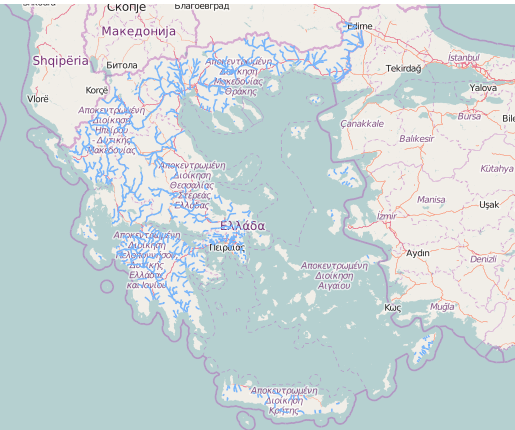 Скопје
Благоевград
Македонија
Shqipëria
Битола
Edirne
İstanbul
Tekirdağ
Yalova
Korçë
Vlorë
Αποκεντρωμένη
Διοίκηση
Μακεδονίας
Θράκης
Αποκεντρωμένη
Διοίκηση
Ηπείρου
Δυτικής
Μακεδονίας
Çanakkale
Bursa
Balıkesir
Kütahya
Αποκεντρωμένη
Διοίκηση
Θεσσαλίας
Στερεάς
Ελλάδας
Manisa
Uşak
İzmir
Ελλάδα
Πειραιάς
Αποκεντρωμένη
Διοίκηση
Πελοποννήσου
Δυτικής
Ελλάδας
και Ιονίου
Aydın
Denizli
Αποκεντρωμένη
Διοίκηση
Αιγαίου
Κως
Muğla
Αποκεντρωμένη
Διοίκηση
Κρήτης